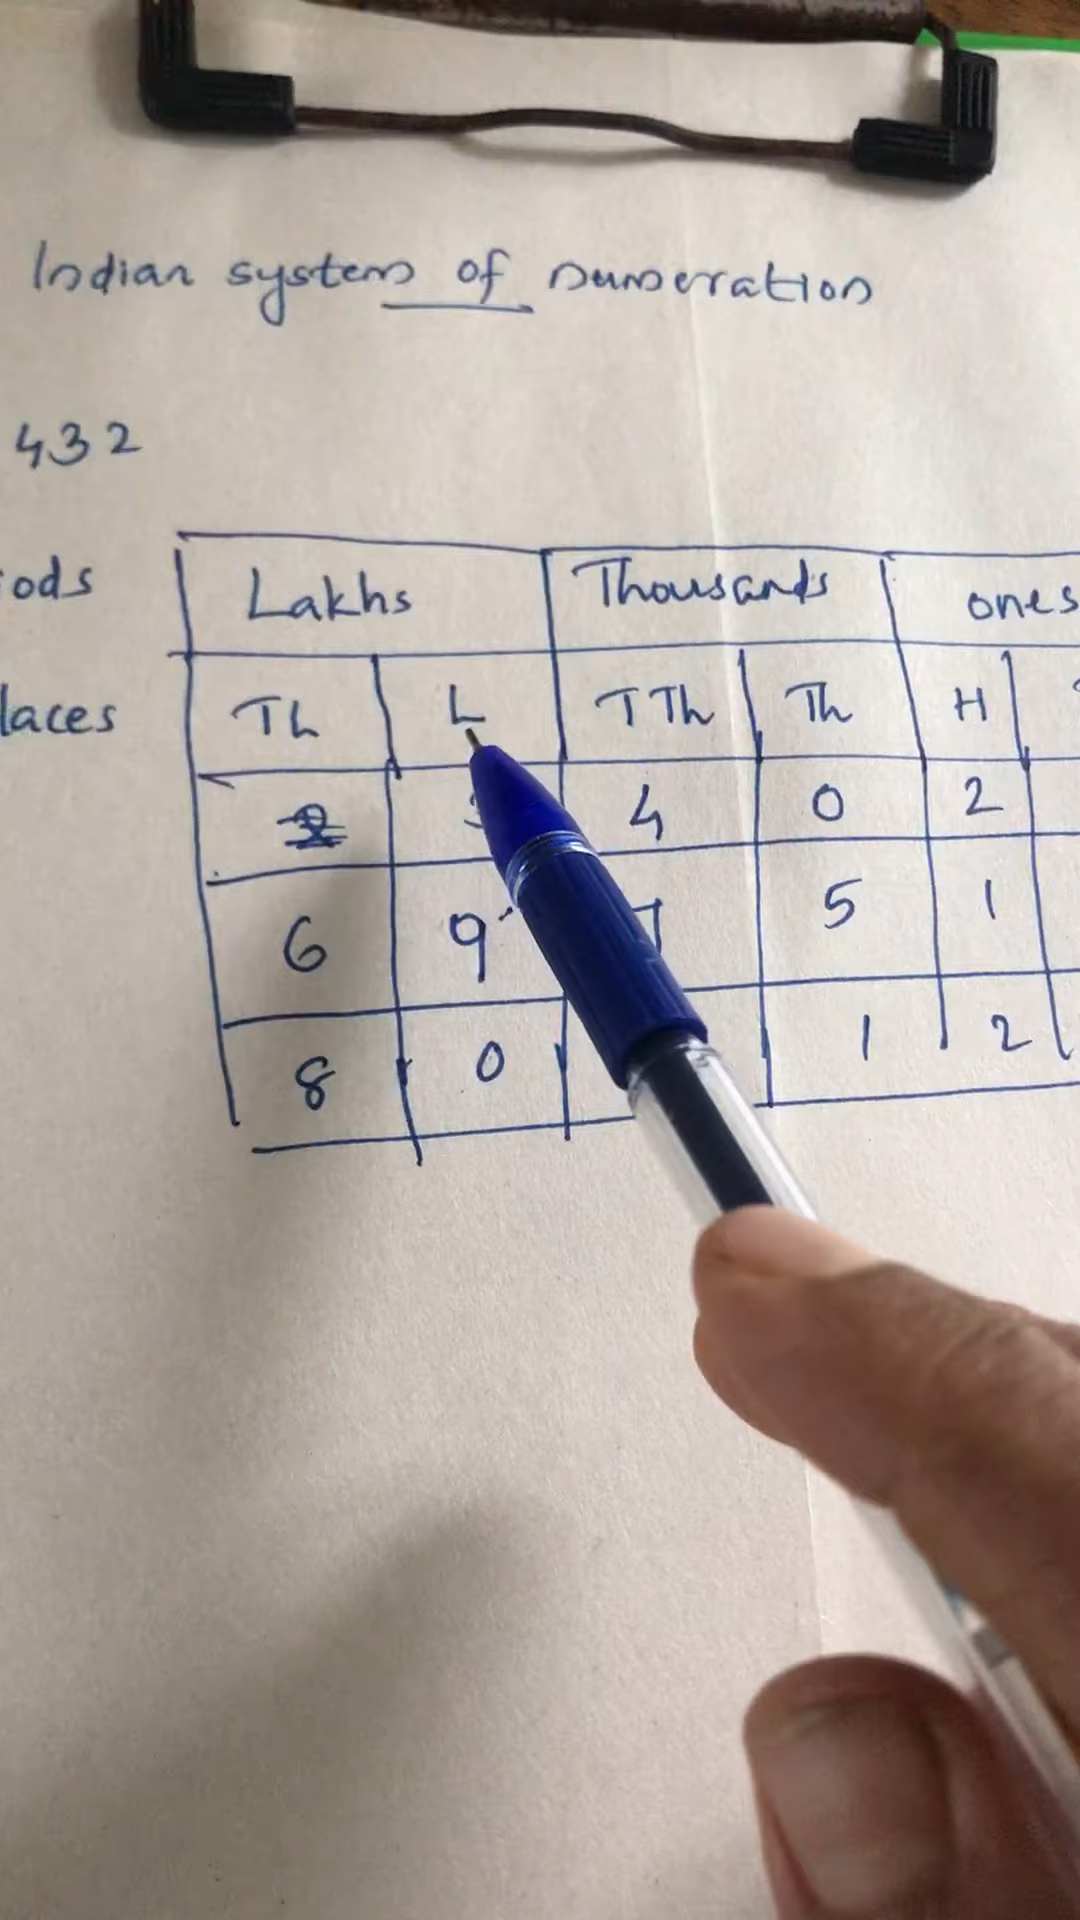 Indian system of numeration
432
ods Lakhs Thousands ones
laces TL L TTh Th H
4 0 2
6 9 5 1
8 0 1 2